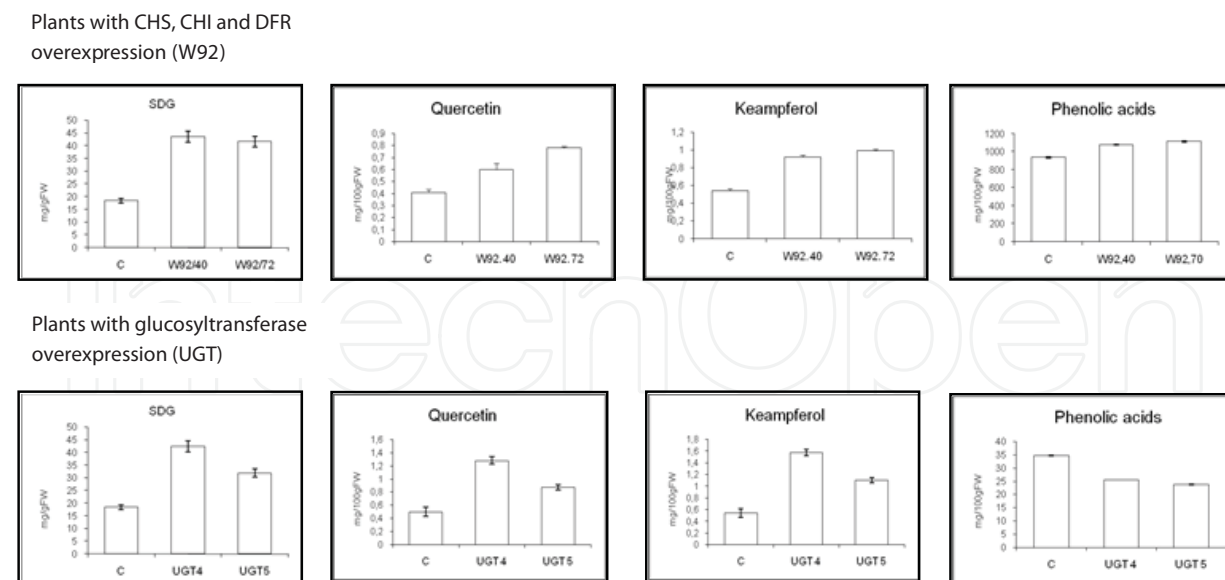 Plants with CHS, CHI and DFR
overexpression (W92)
SDG
50
45
40
35
30
25
20
15
10
5
0
mg/gFW
C W92/40 W92/72
Quercetin
0,9
0,8
0,7
0,6
0,5
0,4
0,3
0,2
0,1
0
mg/100gFW
C W92.40 W92.72
Keampferol
1,2
1
0,8
0,6
0,4
0,2
0
mg/100gFW
C W92.40 W92.72
Phenolic acids
1200
1000
800
600
400
200
0
mg/100gFW
C W92,40 W92,70
IntechOpen
Plants with glucosyltransferase
overexpression (UGT)
SDG
50
45
40
35
30
25
20
15
10
5
0
mg/gFW
C UGT4 UGT5
Quercetin
1,6
1,4
1,2
1
0,8
0,6
0,4
0,2
0
mg/100gFW
C UGT4 UGT5
Keampferol
1,8
1,6
1,4
1,2
1
0,8
0,6
0,4
0,2
0
mg/100gFW
C UGT4 UGT5
Phenolic acids
40
35
30
25
20
15
10
5
0
mg/100gFW
C UGT4 UGT5